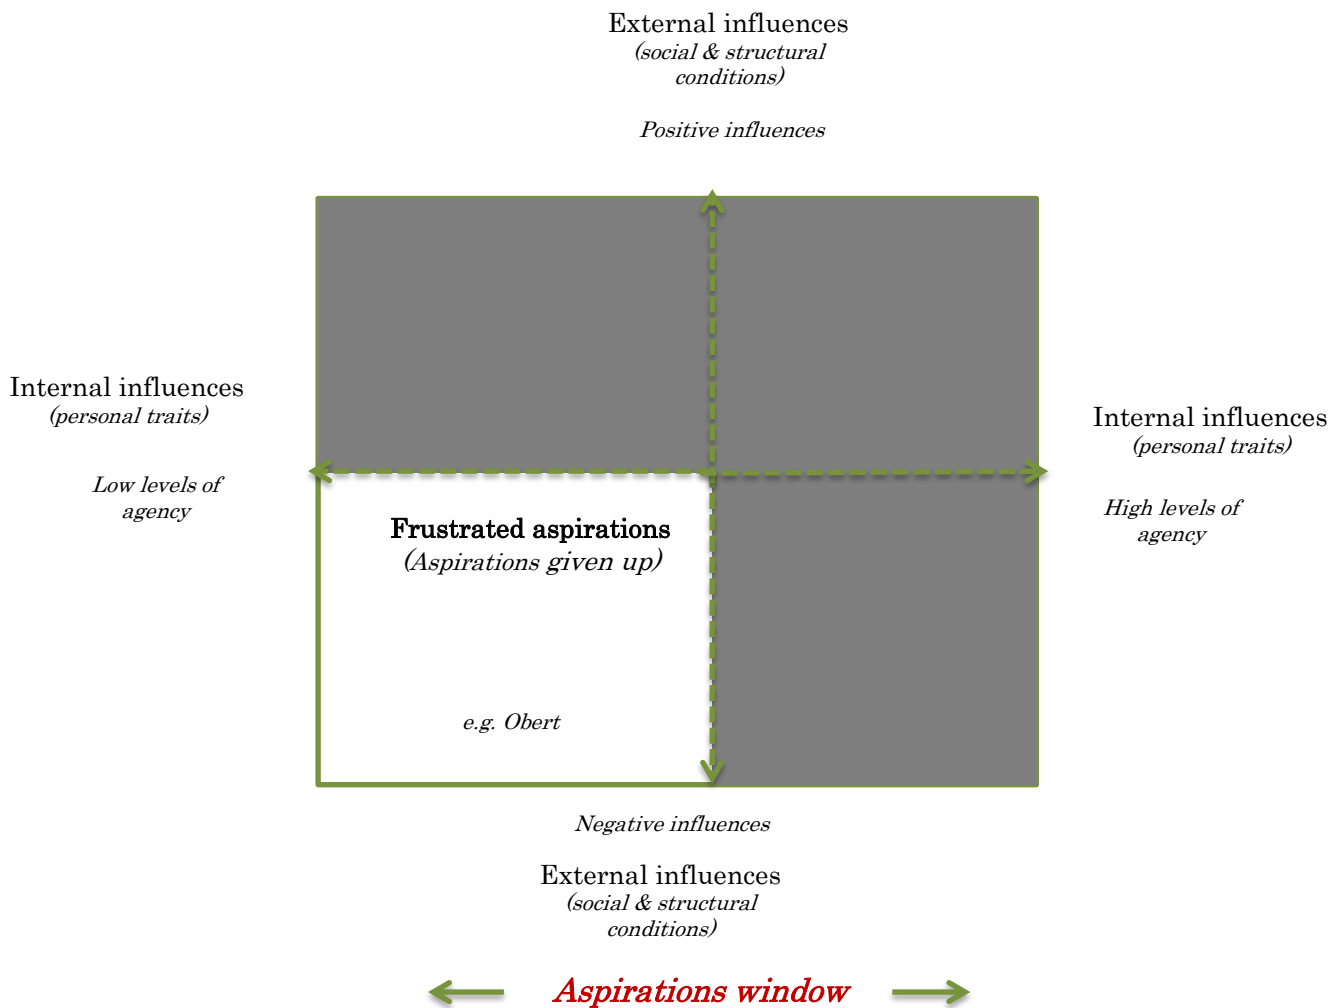 External influences
(social & structural
conditions)
Positive influences
Internal influences
(personal traits)
Low levels of
agency
Internal influences
(personal traits)
High levels of
agency
Frustrated aspirations
(Aspirations given up)
e.g. Obert
Negative influences
External influences
(social & structural
conditions)
Aspirations window